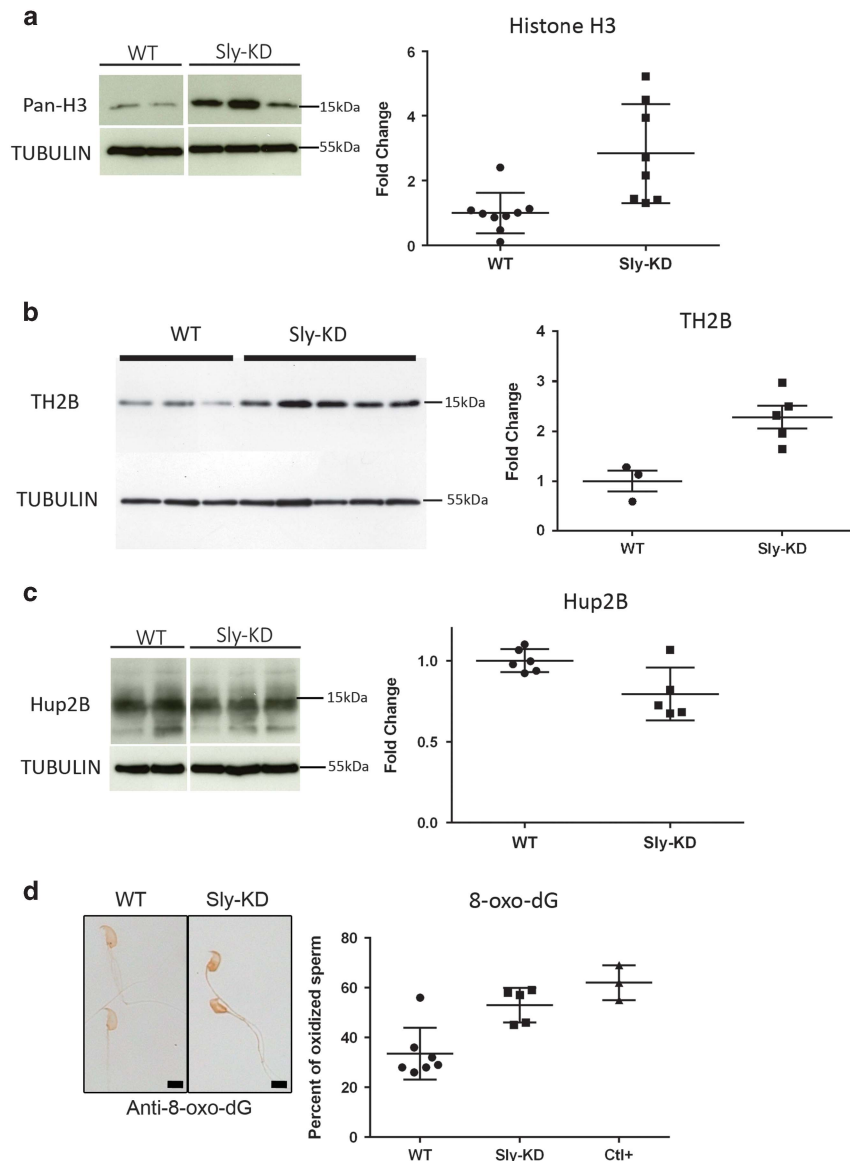 a
WT Sly-KD
Pan-H3
15kDa
TUBULIN
55kDa
Histone H3
Fold Change
6
4
2
0
WT Sly-KD
b
WT Sly-KD
TH2B
15kDa
TUBULIN
55kDa
TH2B
Fold Change
4
3
2
1
0
WT Sly-KD
c
WT Sly-KD
Hup2B
15kDa
TUBULIN
55kDa
Hup2B
Fold Change
1.0
0.5
0.0
WT Sly-KD
d
WT Sly-KD
Anti-8-oxo-dG
8-oxo-dG
Percent of oxidized sperm
80
60
40
20
0
WT Sly-KD Ctl+